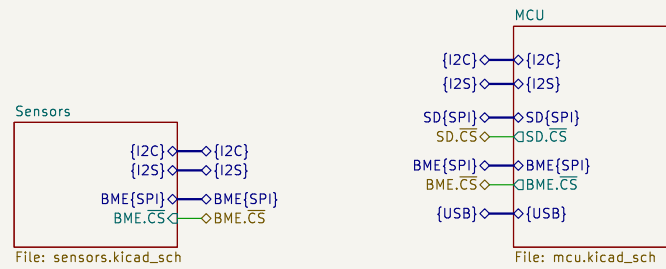 MCU
{I2C} {I2C}
{I2S} {I2S}
SD{SPI} SD{SPI}
SD.CS SD.CS
BME{SPI} BME{SPI}
BME.CS BME.CS
{USB} {USB}
File: mcu.kicad_sch
Sensors
{I2C} {I2C}
{I2S} {I2S}
BME{SPI} BME{SPI}
BME.CS BME.CS
File: sensors.kicad_sch